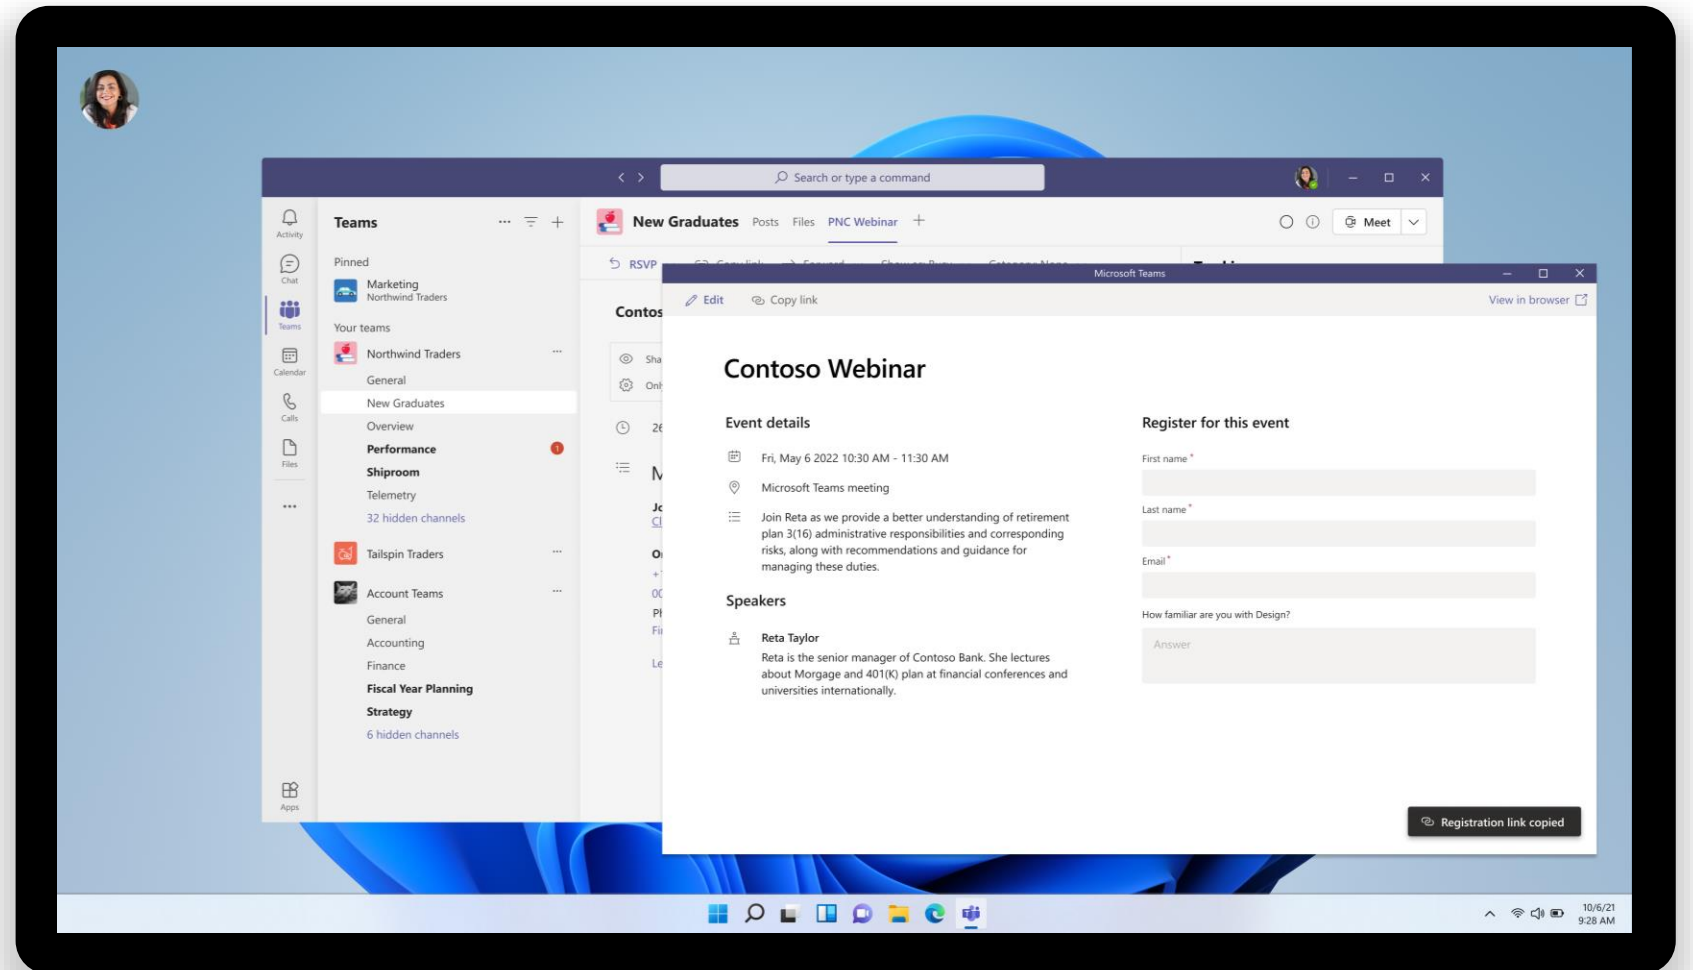 Search or type a command
Activity
Chat
Teams
Calendar
Calls
Files
Apps
Teams
Pinned
Marketing
Northwind Traders
Your teams
Northwind Traders
General
New Graduates
Overview
Performance 1
Shiproom
Telemetry
32 hidden channels
Tailspin Traders
Account Teams
General
Accounting
Finance
Fiscal Year Planning
Strategy
6 hidden channels
New Graduates Posts Files PNC Webinar
Meet
RSVP
Microsoft Teams
Edit Copy link
View in browser
Contoso Webinar
Event details
Fri, May 6 2022 10:30 AM - 11:30 AM
Microsoft Teams meeting
Join Reta as we provide a better understanding of retirement
plan 3(16) administrative responsibilities and corresponding
risks, along with recommendations and guidance for
managing these duties.
Speakers
Reta Taylor
Reta is the senior manager of Contoso Bank. She lectures
about Morgage and 401(K) plan at financial conferences and
universities internationally.
Register for this event
First name *
Last name *
Email *
How familiar are you with Design?
Answer
Registration link copied
10/6/21
9:28 AM